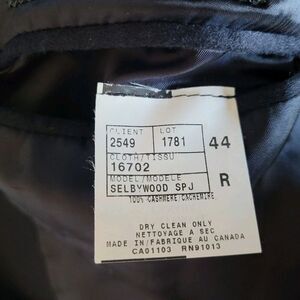 CLIENT LOT
2549 1781 44
CLOTH/TISSU
16702
MODEL/MODELE R
SELBYWOOD SPJ
100% CASHMERE/CACHEMIRE
DRY CLEAN ONLY
NETTOYAGE A SEC
MADE IN/FABRIQUE AU CANADA
CA01103 RN91013